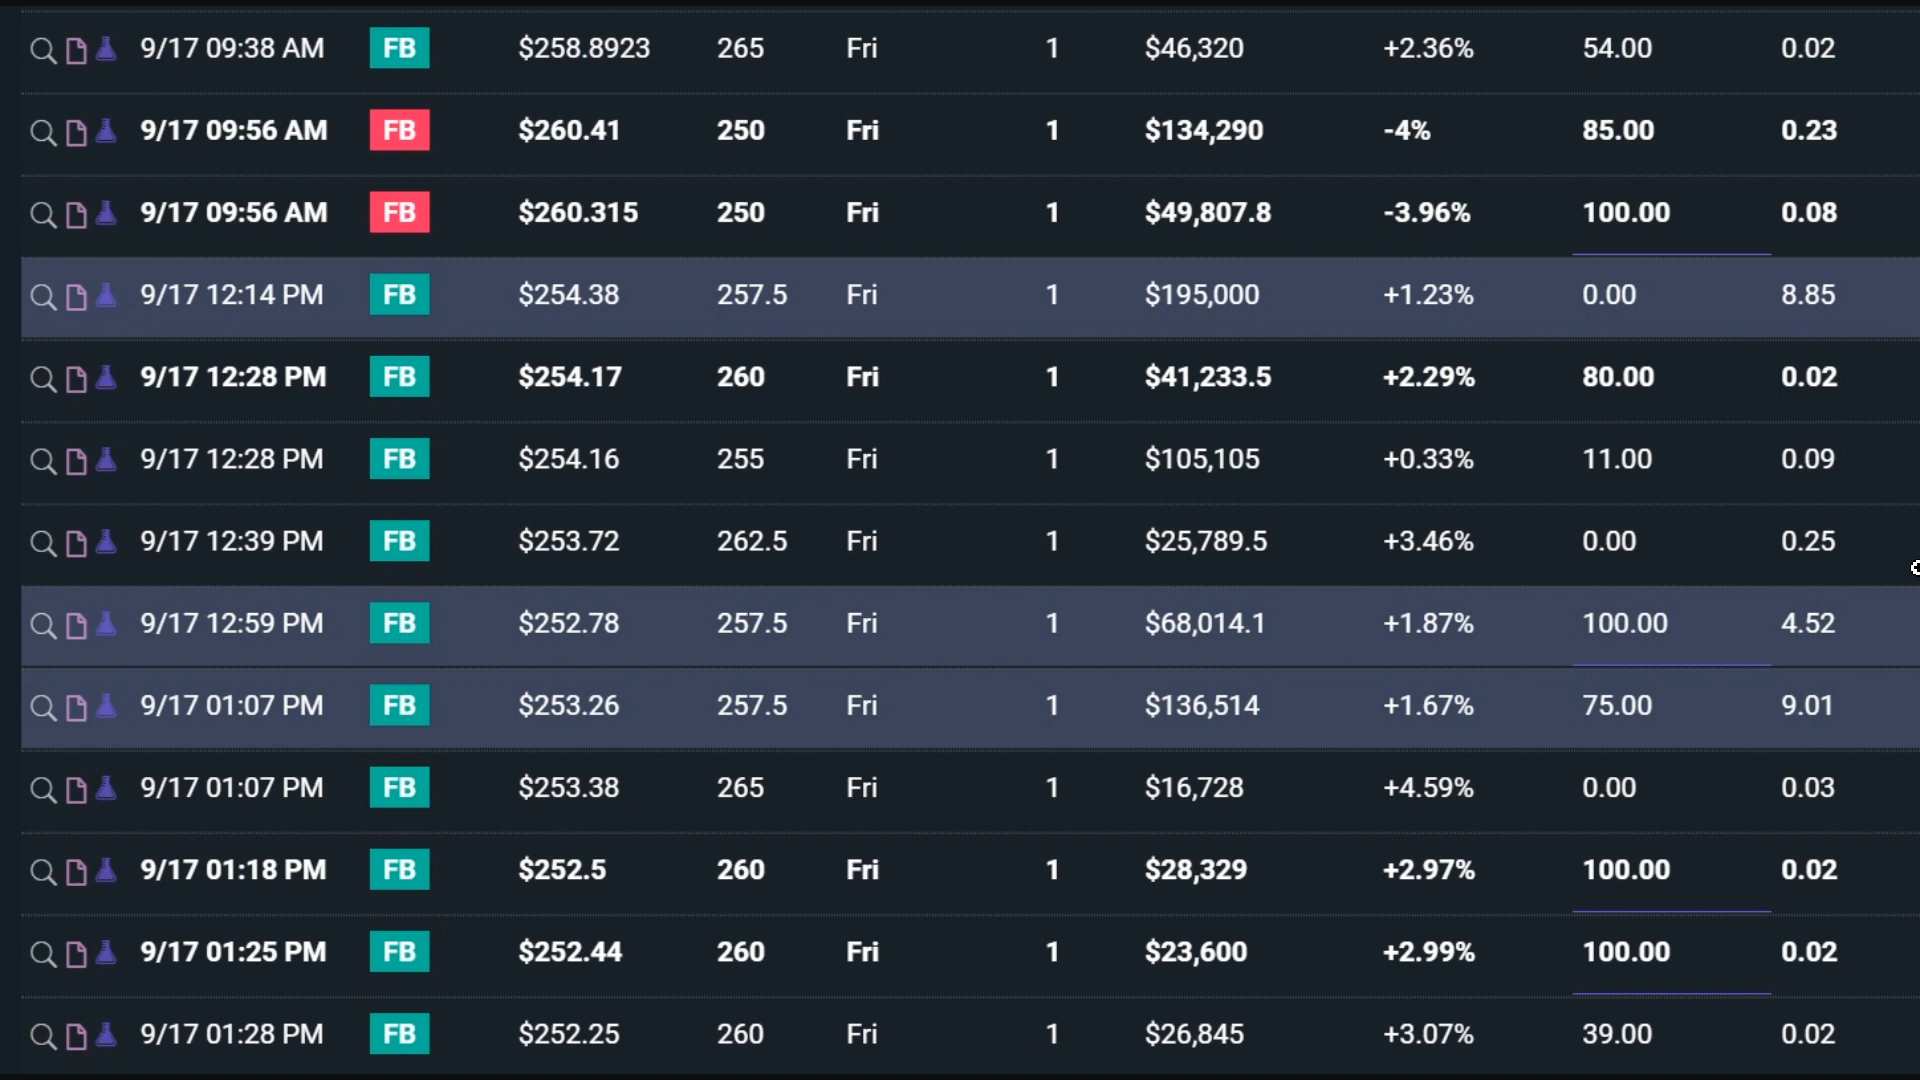 9/17 09:38 AM FB $258.8923 265 Fri 1 $46,320 +2.36% 54.00 0.02
9/17 09:56 AM FB $260.41 250 Fri 1 $134,290 -4% 85.00 0.23
9/17 09:56 AM FB $260.315 250 Fri 1 $49,807.8 -3.96% 100.00 0.08
9/17 12:14 PM FB $254.38 257.5 Fri 1 $195,000 +1.23% 0.00 8.85
9/17 12:28 PM FB $254.17 260 Fri 1 $41,233.5 +2.29% 80.00 0.02
9/17 12:28 PM FB $254.16 255 Fri 1 $105,105 +0.33% 11.00 0.09
9/17 12:39 PM FB $253.72 262.5 Fri 1 $25,789.5 +3.46% 0.00 0.25
9/17 12:59 PM FB $252.78 257.5 Fri 1 $68,014.1 +1.87% 100.00 4.52
9/17 01:07 PM FB $253.26 257.5 Fri 1 $136,514 +1.67% 75.00 9.01
9/17 01:07 PM FB $253.38 265 Fri 1 $16,728 +4.59% 0.00 0.03
9/17 01:18 PM FB $252.5 260 Fri 1 $28,329 +2.97% 100.00 0.02
9/17 01:25 PM FB $252.44 260 Fri 1 $23,600 +2.99% 100.00 0.02
9/17 01:28 PM FB $252.25 260 Fri 1 $26,845 +3.07% 39.00 0.02